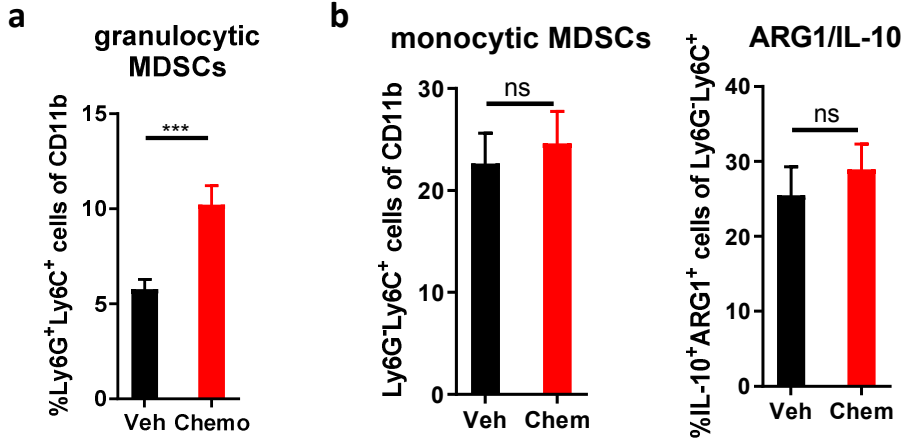 a
granulocytic
MDSCs
%Ly6G⁺Ly6C⁺ cells of CD11b
15
10
5
0
***
Veh Chemo
b
monocytic MDSCs
Ly6G⁻Ly6C⁺ cells of CD11b
30
20
10
0
ns
Veh Chem
ARG1/IL-10
%IL-10⁺ARG1⁺ cells of Ly6G⁻Ly6C⁺
40
30
20
10
0
ns
Veh Chem